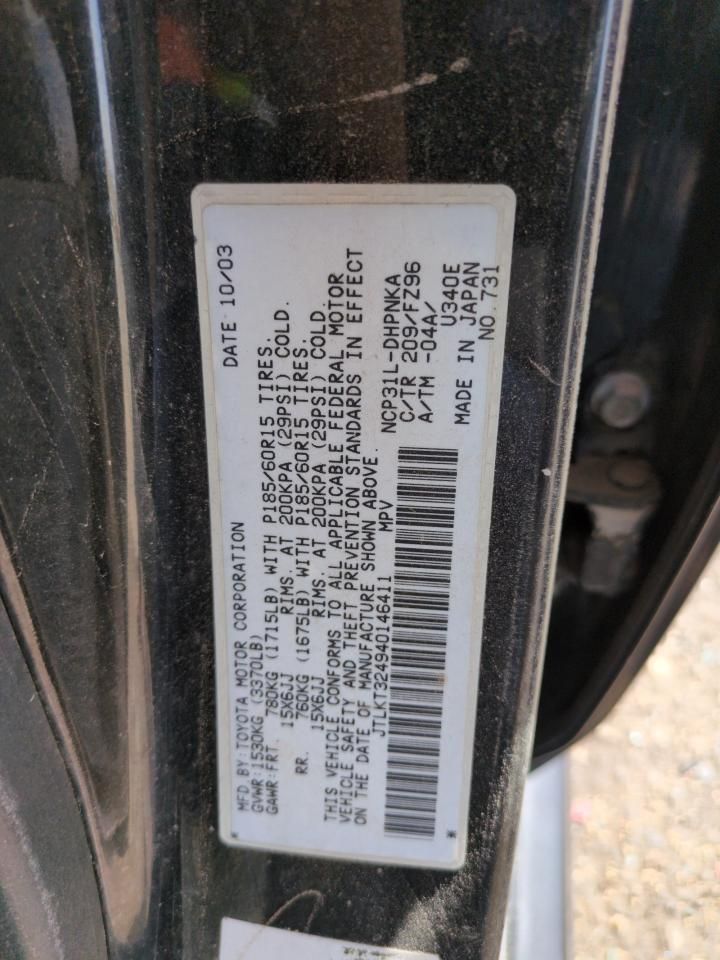 MFD. BY: TOYOTA MOTOR CORPORATION DATE 10/03
GVWR: 1530KG (3370LB)
GAWR: FRT. 780KG (1715LB) WITH P185/60R15 TIRES.
15X6JJ RIMS. AT 200KPA (29PSI) COLD.
RR. 760KG (1675LB) WITH P185/60R15 TIRES.
15X6JJ RIMS. AT 200KPA (29PSI) COLD.
THIS VEHICLE CONFORMS TO ALL APPLICABLE FEDERAL MOTOR
VEHICLE SAFETY AND THEFT PREVENTION STANDARDS IN EFFECT
ON THE DATE OF MANUFACTURE SHOWN ABOVE.
JTLKT324940146411 MPV
NCP31L-DHPNKA
C/TR 209/FZ96
A/TM -04A/ U340E
MADE IN JAPAN
NO. 731